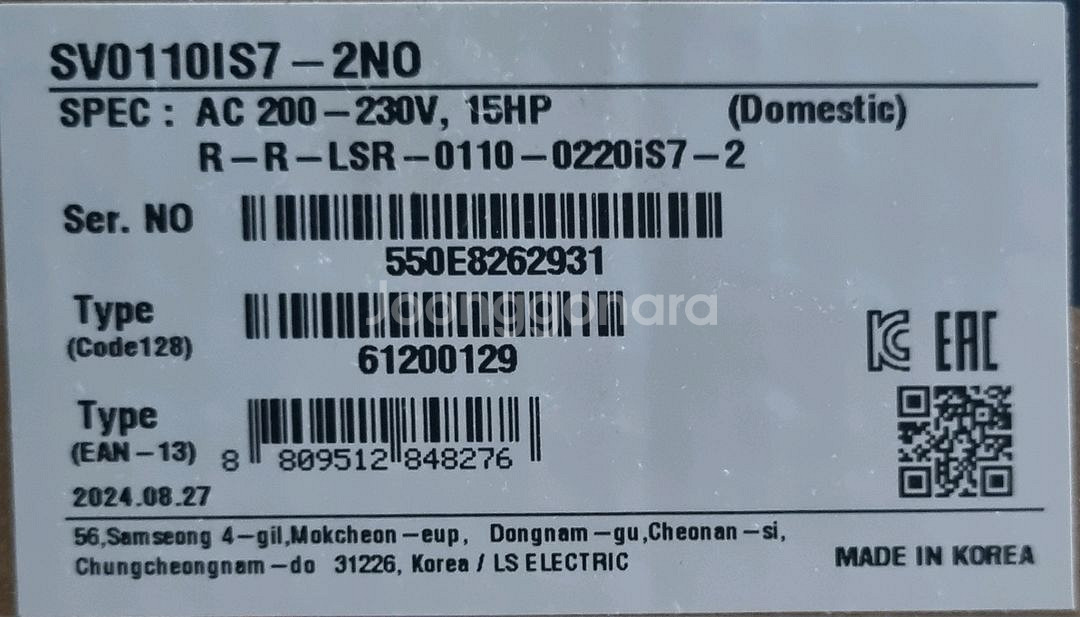 SV0110IS7-2NO
SPEC : AC 200-230V, 15HP (Domestic)
R-R-LSR-0110-0220iS7-2
Ser. NO
550E8262931
Type
(Code128)
61200129
Joonggonara
KC EAC
Type
(EAN-13)
8 809512 848276
2024.08.27
56,Samseong 4-gil,Mokcheon-eup, Dongnam-gu,Cheonan-si,
Chungcheongnam-do 31226, Korea / LS ELECTRIC
MADE IN KOREA